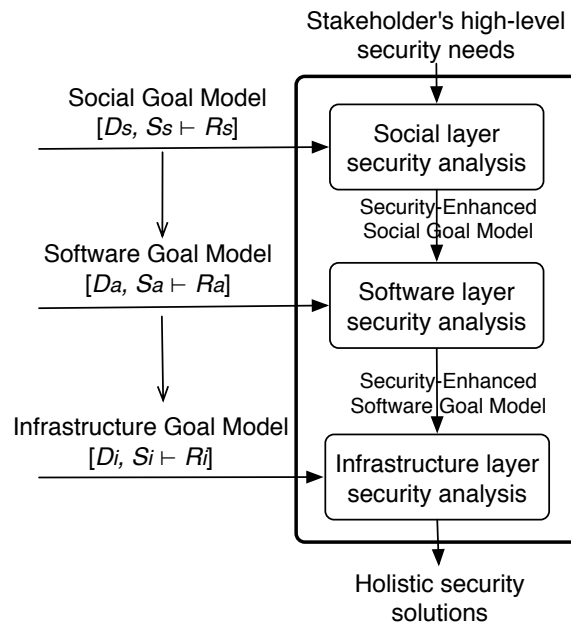 Stakeholder's high-level
security needs
Social Goal Model
[Ds, Ss ⊢ Rs]
Social layer
security analysis
Security-Enhanced
Social Goal Model
Software Goal Model
[Da, Sa ⊢ Ra]
Software layer
security analysis
Security-Enhanced
Software Goal Model
Infrastructure Goal Model
[Di, Si ⊢ Ri]
Infrastructure layer
security analysis
Holistic security
solutions